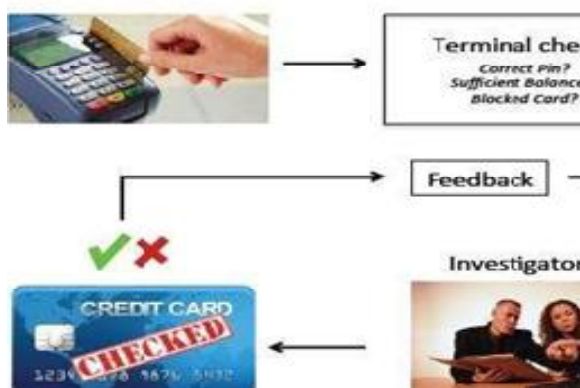 Terminal che
Correct Pin?
Sufficient Balance
Blocked Card?
Feedback
Investigator
CREDIT CARD
CHECKED